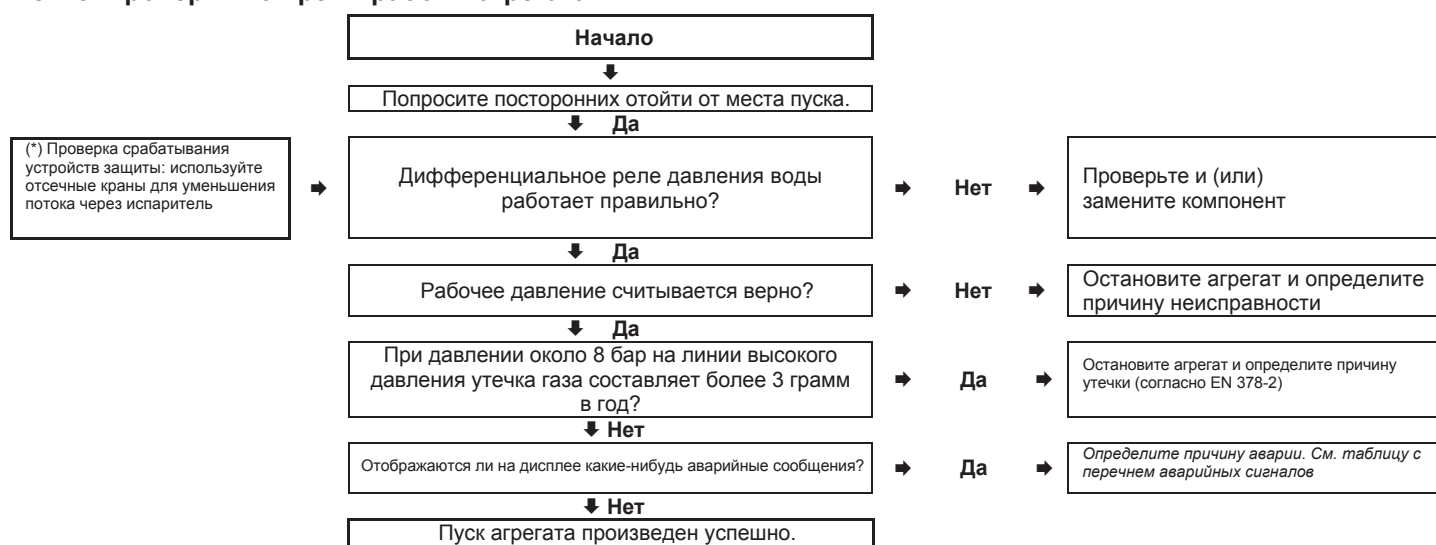 Начало
Попросите посторонних отойти от места пуска.
Да
(*) Проверка срабатывания
устройств защиты: используйте
отсечные краны для уменьшения
потока через испаритель
Дифференциальное реле давления воды
работает правильно?
Нет
Проверьте и (или)
замените компонент
Да
Рабочее давление считывается верно?
Нет
Остановите агрегат и определите
причину неисправности
Да
При давлении около 8 бар на линии высокого
давления утечка газа составляет более 3 грамм
в год?
Да
Остановите агрегат и определите причину
утечки (согласно EN 378-2)
Нет
Отображаются ли на дисплее какие-нибудь аварийные сообщения?
Да
Определите причину аварии. См. таблицу с
перечнем аварийных сигналов
Нет
Пуск агрегата произведен успешно.